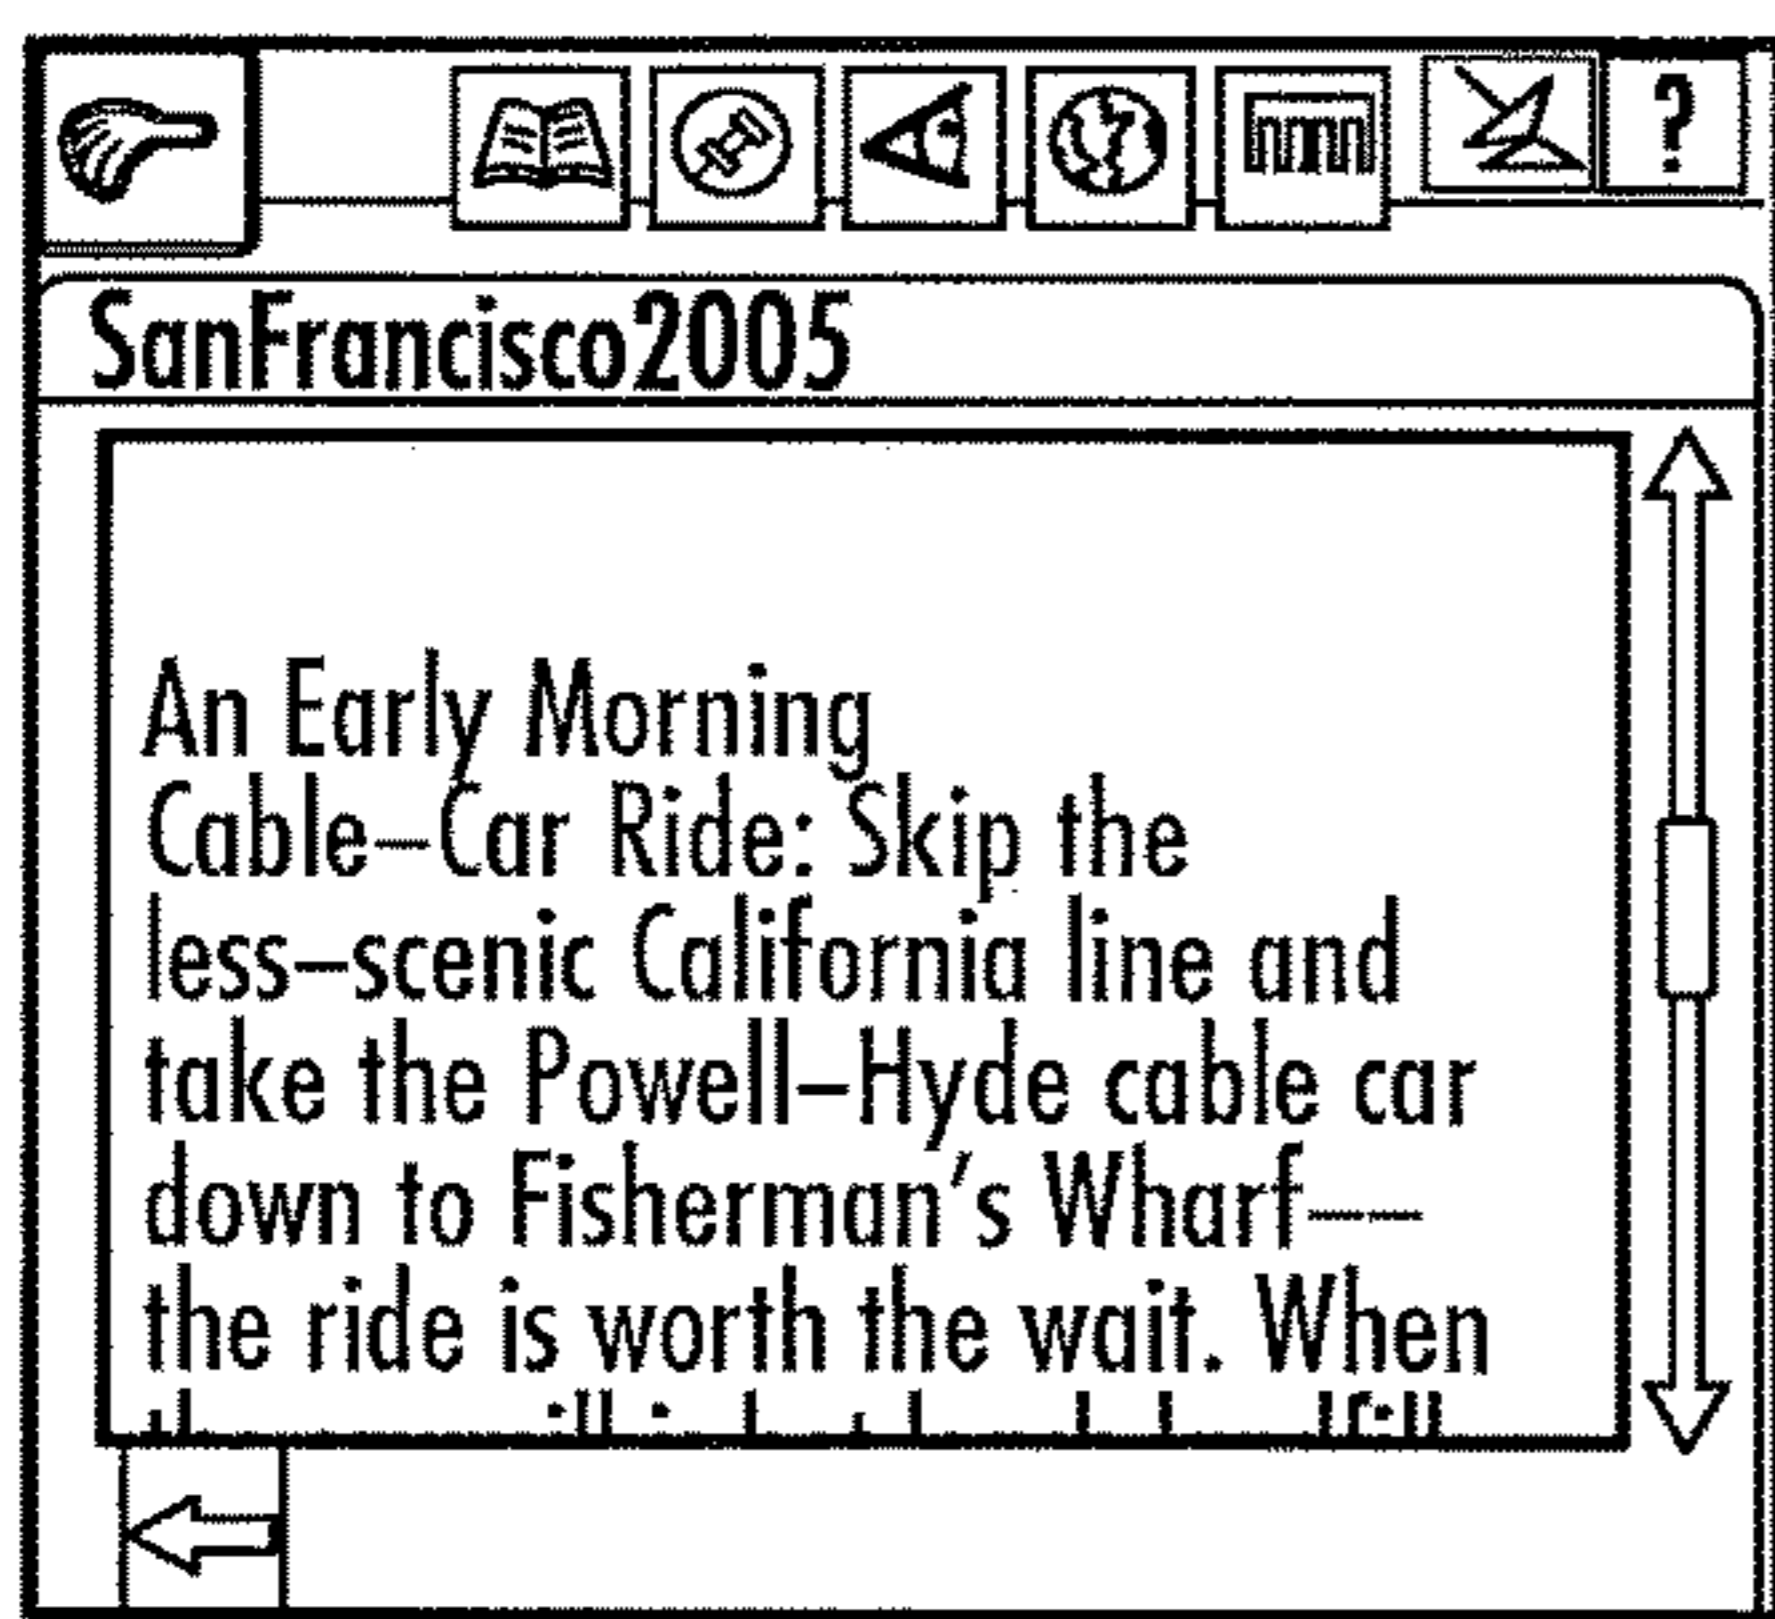 ?
SanFrancisco2005
An Early Morning
Cable–Car Ride: Skip the
less–scenic California line and
take the Powell–Hyde cable car
down to Fisherman's Wharf––
the ride is worth the wait. When